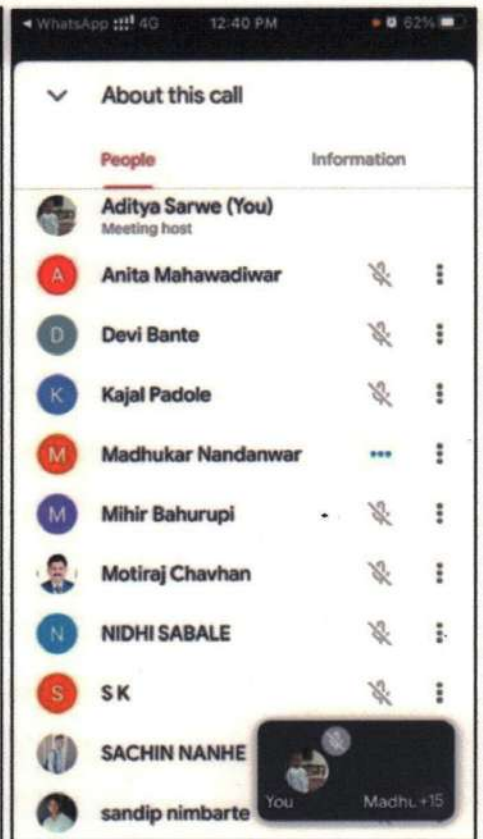 WhatsApp 4G 12:40 PM 62%
About this call
People Information
Aditya Sarwe (You)
Meeting host
A Anita Mahawadiwar
D Devi Bante
K Kajal Padole
M Madhukar Nandanwar
M Mihir Bahurupi
Motiraj Chavhan
N NIDHI SABALE
S S K
SACHIN NANHE
sandip nimbarte
You Madhu +15